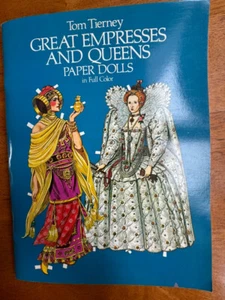 Tom Tierney
GREAT EMPRESSES
AND QUEENS
PAPER DOLLS
in Full Color